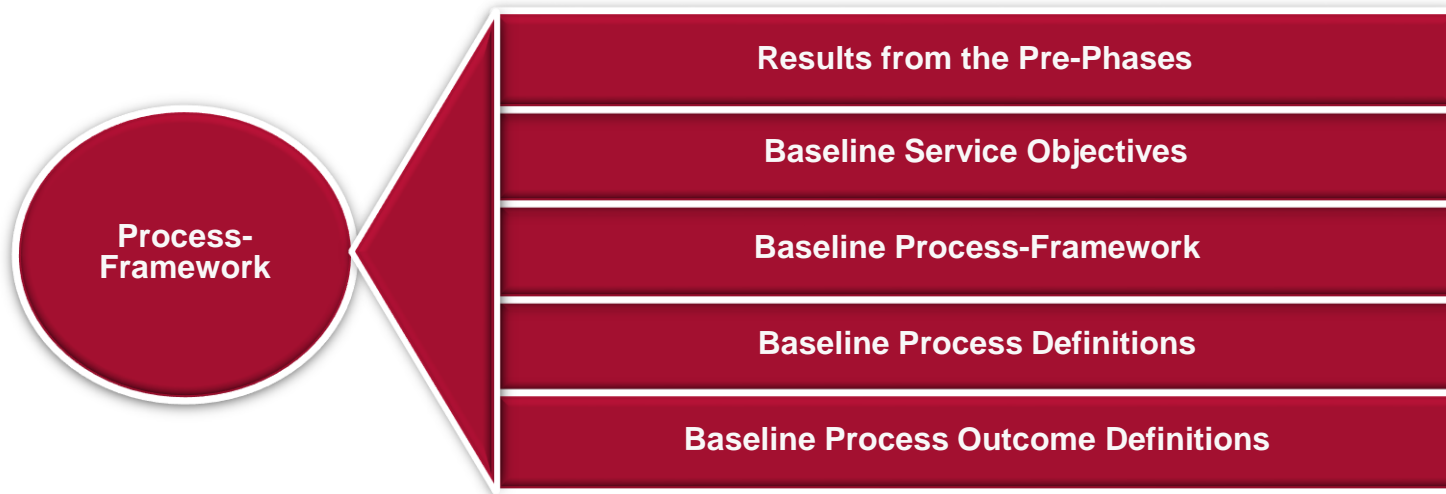 Results from the Pre-Phases
Baseline Service Objectives
Process-
Framework
Baseline Process-Framework
Baseline Process Definitions
Baseline Process Outcome Definitions